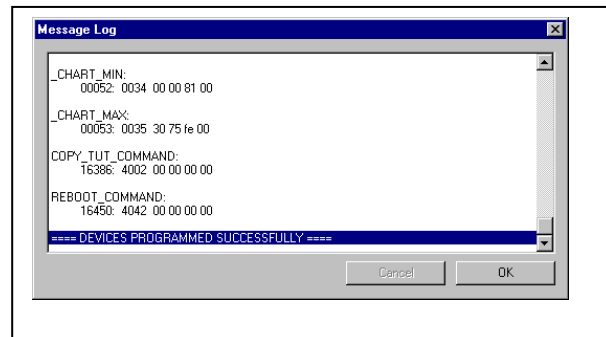 Message Log
_CHART_MIN:
00052: 0034 00 00 81 00
_CHART_MAX:
00053: 0035 30 75 fe 00
COPY_TUT_COMMAND:
16386: 4002 00 00 00 00
REBOOT_COMMAND:
16450: 4042 00 00 00 00
==== DEVICES PROGRAMMED SUCCESSFULLY ====
Cancel OK